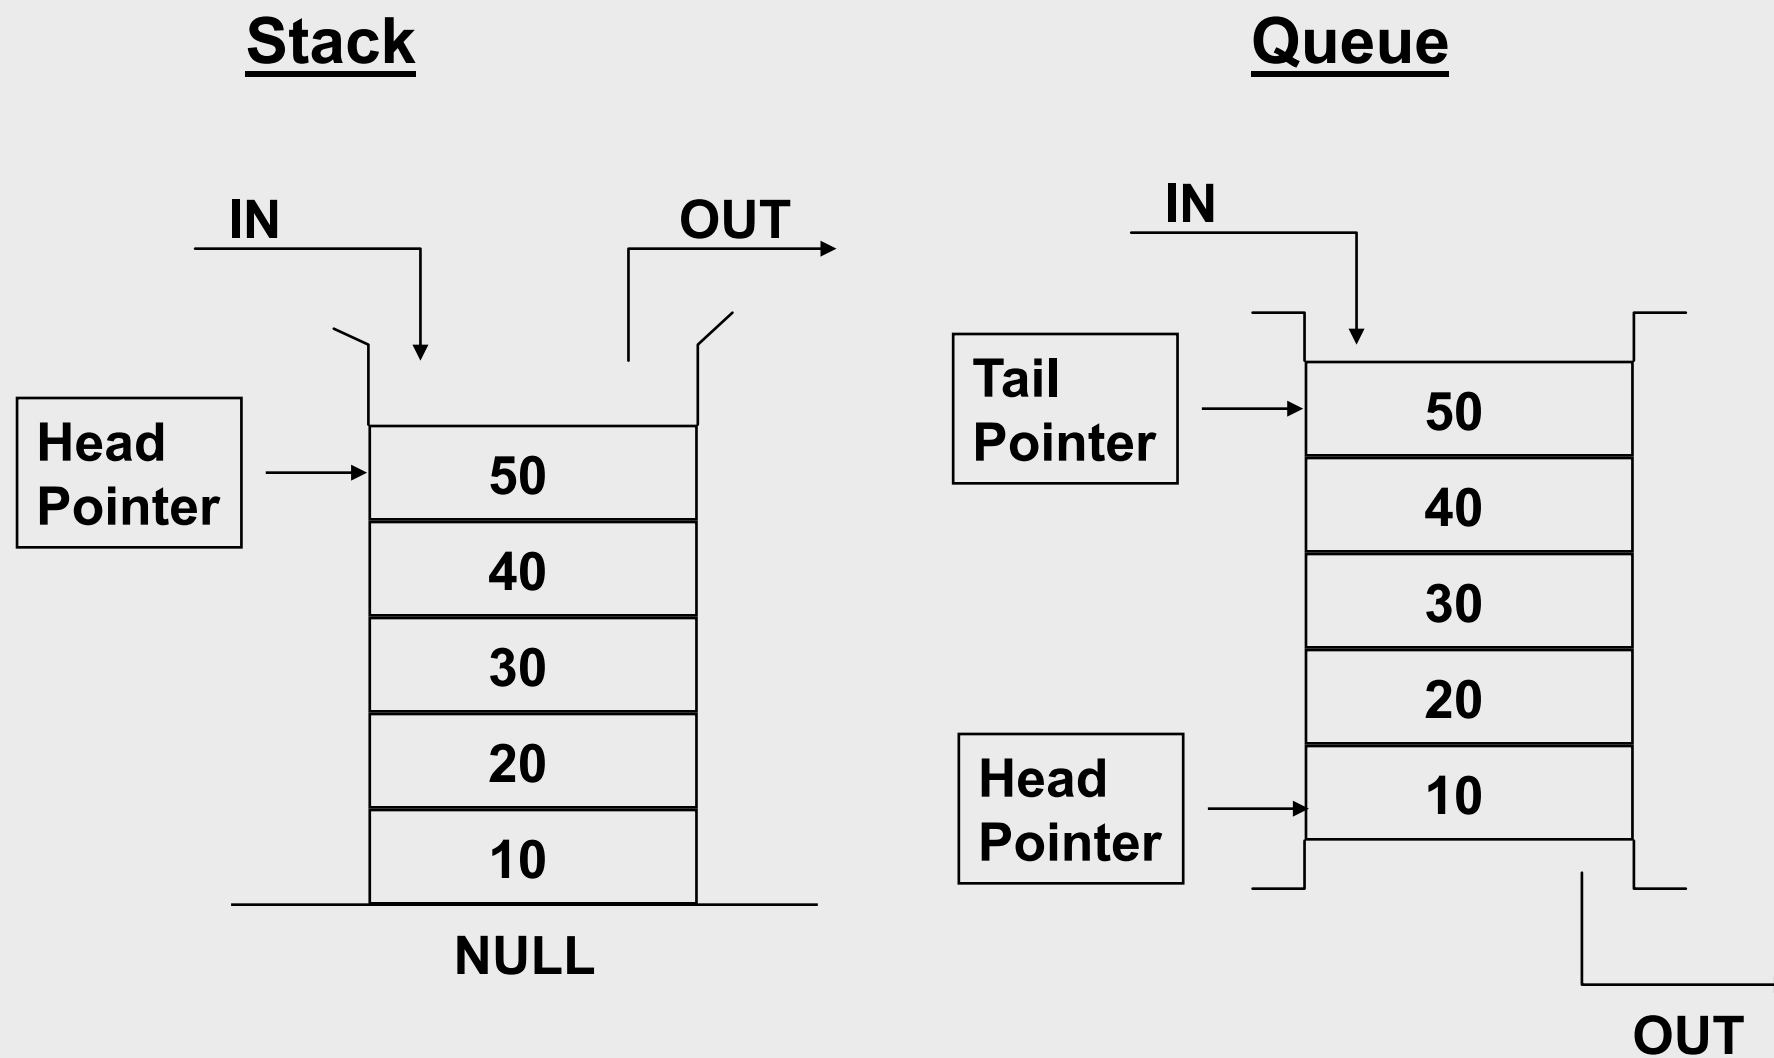 Stack
IN
OUT
Head
Pointer
50
40
30
20
10
NULL
Queue
IN
Tail
Pointer
50
40
30
20
Head
Pointer
10
OUT